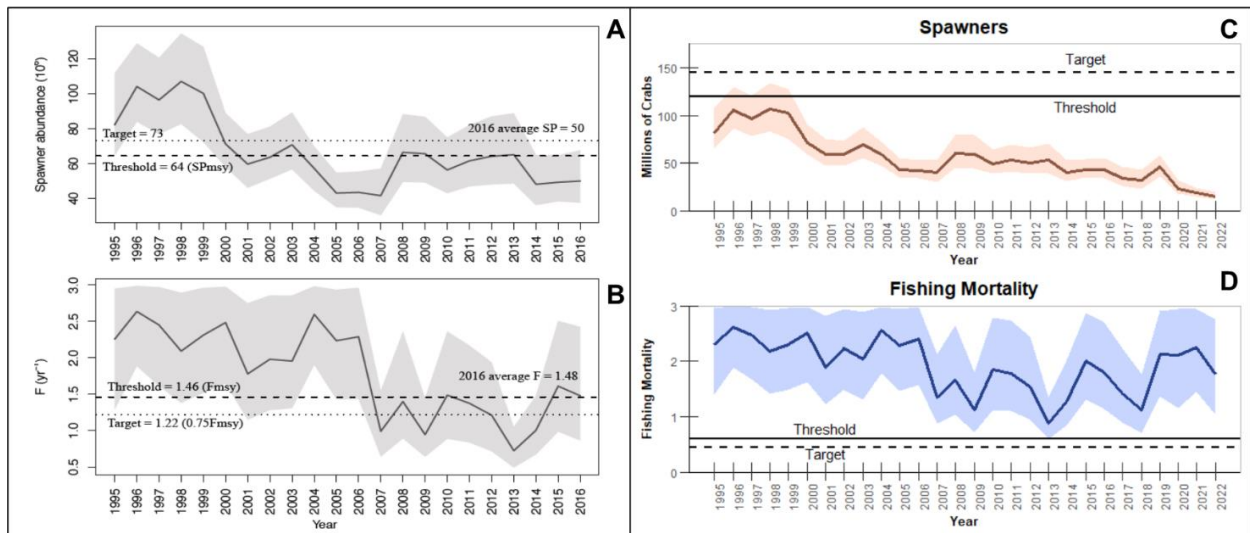 A
Spawner abundance (10⁶)
120
100
80
60
40
Target = 73
2016 average SP = 50
Threshold = 64 (SPmsy)
1995 1996 1997 1998 1999 2000 2001 2002 2003 2004 2005 2006 2007 2008 2009 2010 2011 2012 2013 2014 2015 2016
B
F (yr⁻¹)
3.0
2.5
2.0
1.5
1.0
0.5
Threshold = 1.46 (Fmsy)
2016 average F = 1.48
Target = 1.22 (0.75Fmsy)
1995 1996 1997 1998 1999 2000 2001 2002 2003 2004 2005 2006 2007 2008 2009 2010 2011 2012 2013 2014 2015 2016
Year
Spawners
C
Millions of Crabs
150
100
50
0
Target
Threshold
1995 1996 1997 1998 1999 2000 2001 2002 2003 2004 2005 2006 2007 2008 2009 2010 2011 2012 2013 2014 2015 2016 2017 2018 2019 2020 2021 2022
Year
Fishing Mortality
D
Fishing Mortality
3
2
1
0
Threshold
Target
1995 1996 1997 1998 1999 2000 2001 2002 2003 2004 2005 2006 2007 2008 2009 2010 2011 2012 2013 2014 2015 2016 2017 2018 2019 2020 2021 2022
Year